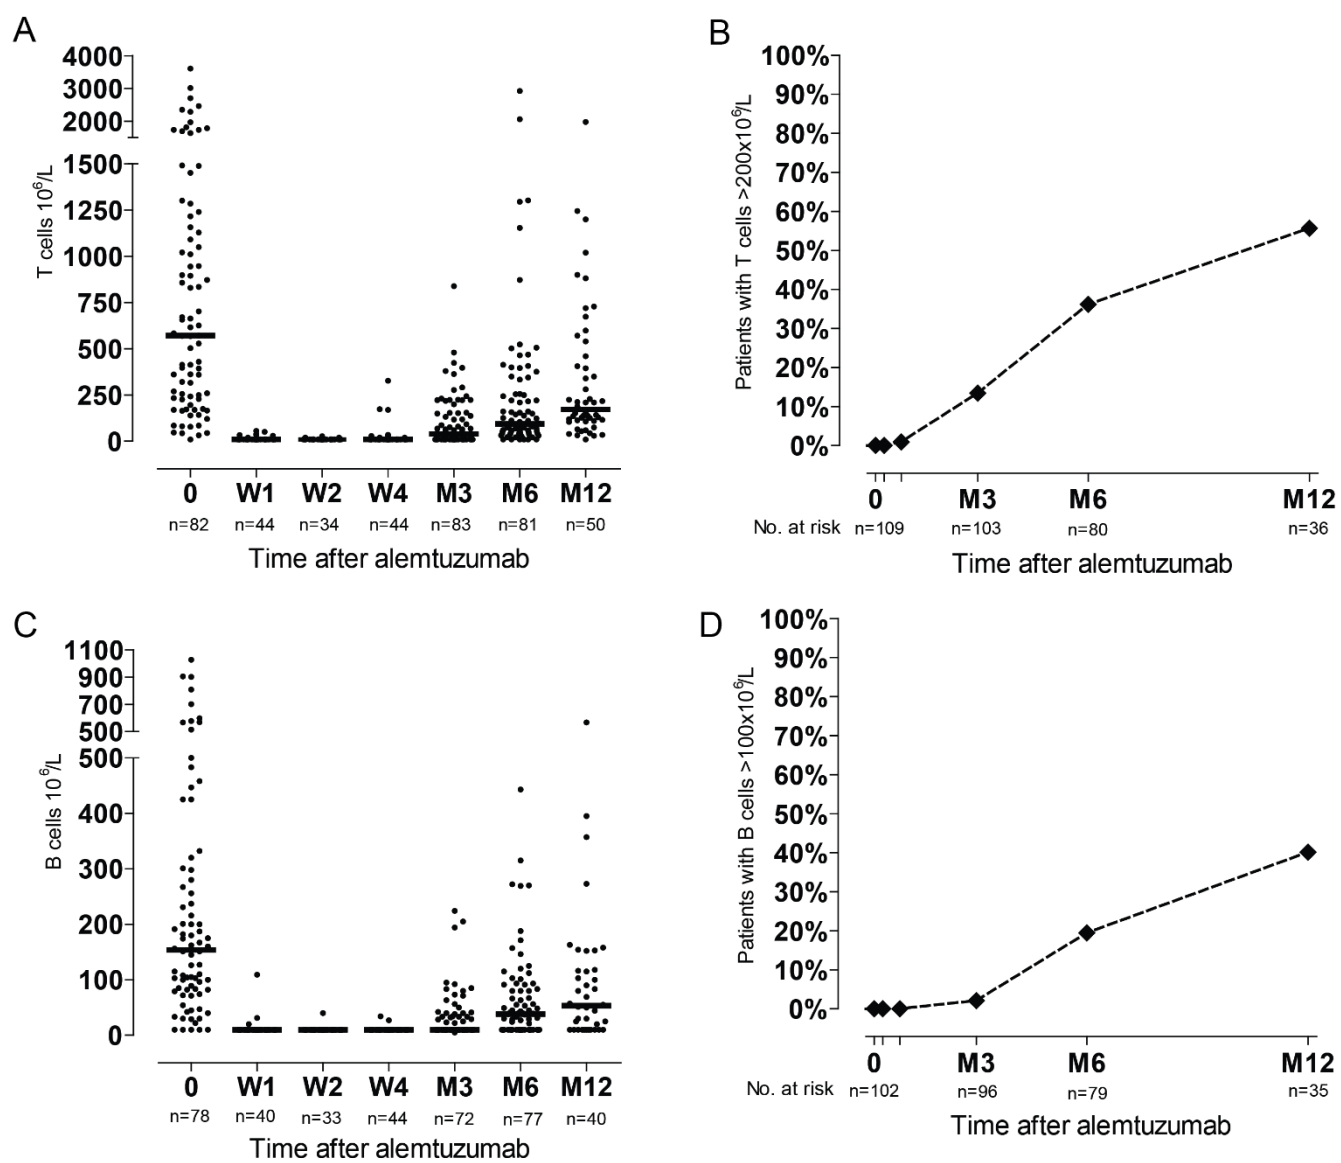 A
4000
3000
2000
1500
1250
1000
750
500
250
0
T cells 10⁶/L
0 W1 W2 W4 M3 M6 M12
n=82 n=44 n=34 n=44 n=83 n=81 n=50
Time after alemtuzumab
B
100%
90%
80%
70%
60%
50%
40%
30%
20%
10%
0%
Patients with T cells >200x10⁶/L
0 M3 M6 M12
No. at risk n=109 n=103 n=80 n=36
Time after alemtuzumab
C
1100
900
700
500
500
400
300
200
100
0
B cells 10⁶/L
0 W1 W2 W4 M3 M6 M12
n=78 n=40 n=33 n=44 n=72 n=77 n=40
Time after alemtuzumab
D
100%
90%
80%
70%
60%
50%
40%
30%
20%
10%
0%
Patients with B cells >100x10⁶/L
0 M3 M6 M12
No. at risk n=102 n=96 n=79 n=35
Time after alemtuzumab